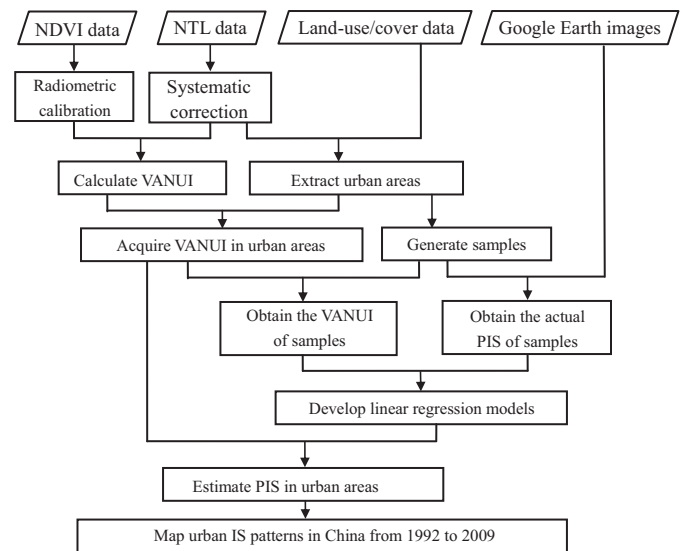 NDVI data
NTL data
Land-use/cover data
Google Earth images
Radiometric
calibration
Systematic
correction
Calculate VANUI
Extract urban areas
Acquire VANUI in urban areas
Generate samples
Obtain the VANUI
of samples
Obtain the actual
PIS of samples
Develop linear regression models
Estimate PIS in urban areas
Map urban IS patterns in China from 1992 to 2009